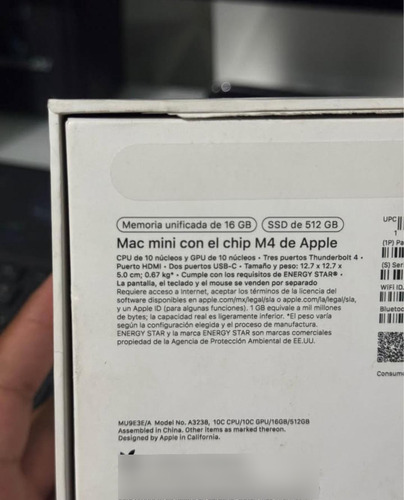 Memoria unificada de 16 GB SSD de 512 GB
Mac mini con el chip M4 de Apple
CPU de 10 núcleos y GPU de 10 núcleos • Tres puertos Thunderbolt 4 •
Puerto HDMI • Dos puertos USB-C • Tamaño y peso: 12.7 x 12.7 x
5.0 cm; 0.67 kg* • Cumple con los requisitos de ENERGY STAR®.
La pantalla, el teclado y el mouse se venden por separado
Requiere acceso a Internet, aceptar los términos de la licencia del
software disponibles en apple.com/mx/legal/sla o apple.com/la/legal/sla,
y un Apple ID (para algunas funciones). 1 GB equivale a mil millones
de bytes; la capacidad real es ligeramente inferior. *El peso varía
según la configuración elegida y el proceso de manufactura.
ENERGY STAR y la marca ENERGY STAR son marcas comerciales
propiedad de la Agencia de Protección Ambiental de EE.UU.
MU9E3E/A Model No. A3238, 10C CPU/10C GPU/16GB/512GB
Assembled in China. Other items as marked thereon.
Designed by Apple in California.
UPC
1
(1P) Pa
(S) Ser
WiFi ID
Bluetoo
Consume